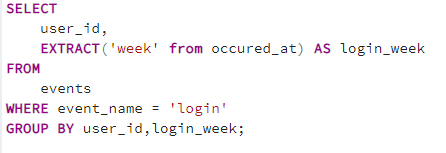 SELECT
user_id,
EXTRACT('week' from occured_at) AS login_week
FROM
events
WHERE event_name = 'login'
GROUP BY user_id,login_week;